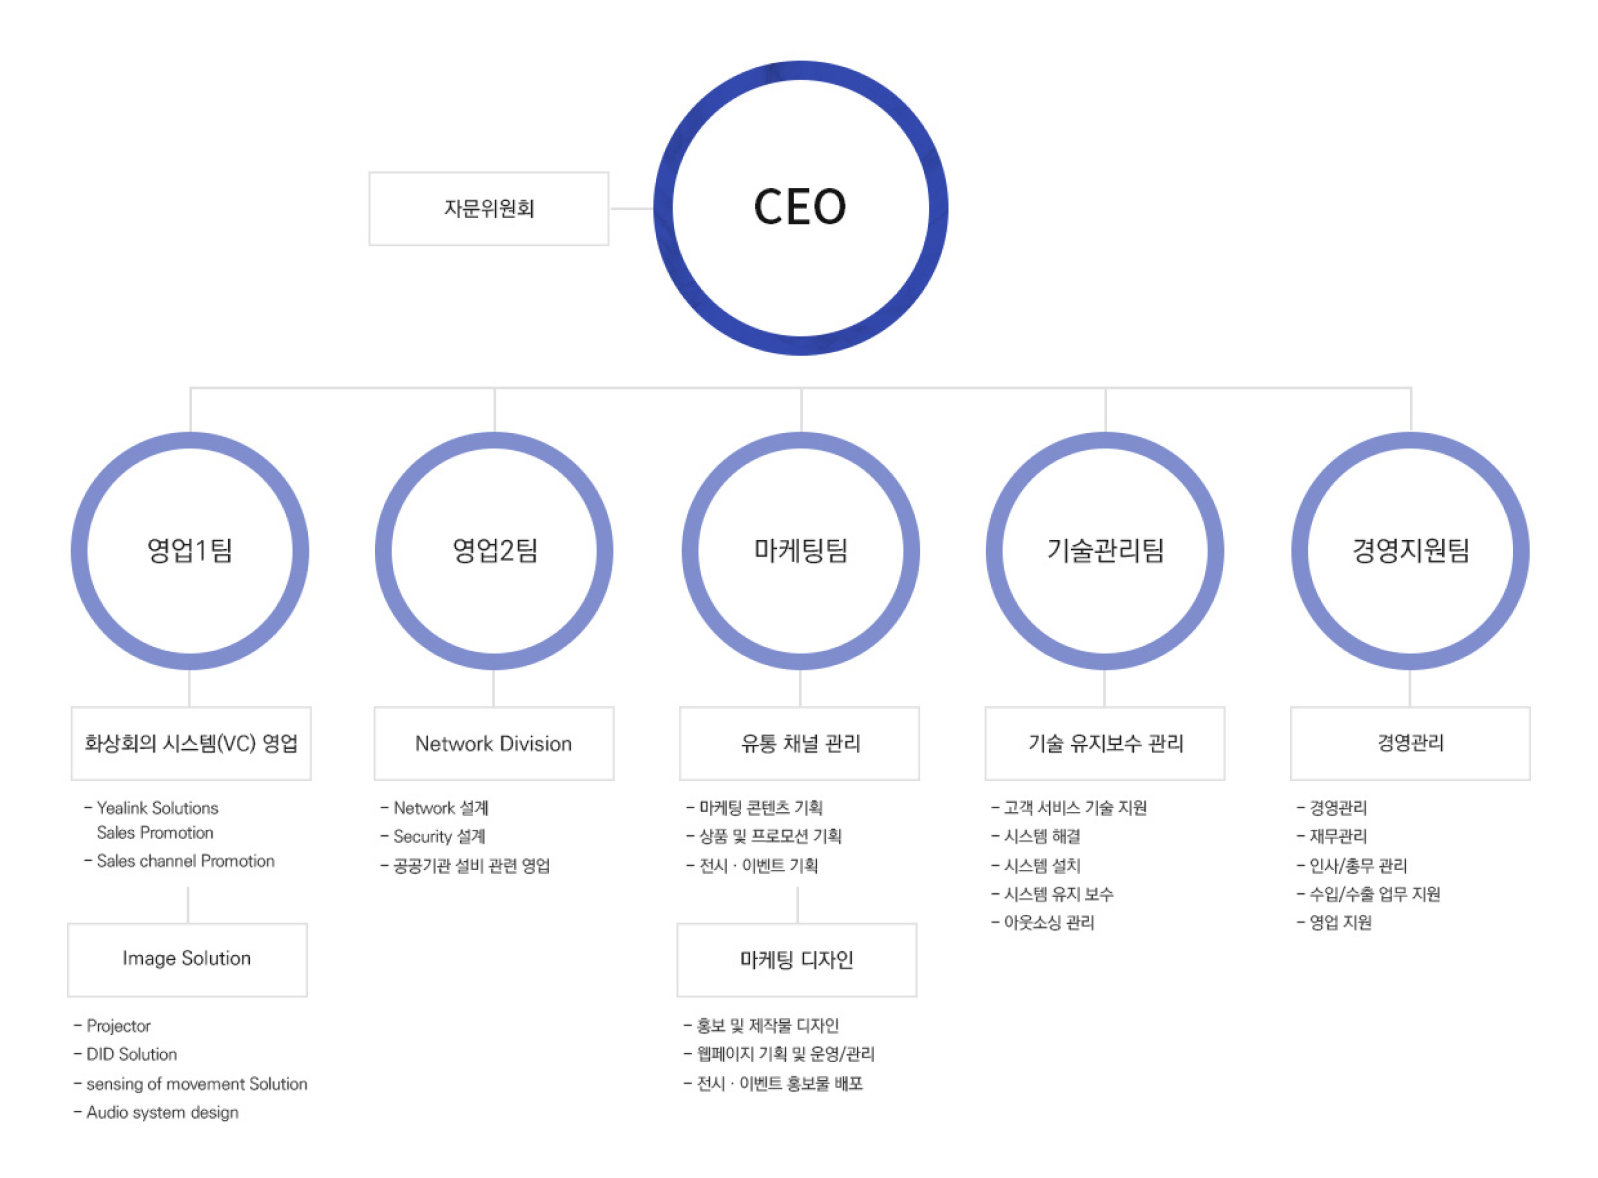 CEO
자문위원회
영업1팀
화상회의 시스템(VC) 영업
- Yealink Solutions
Sales Promotion
- Sales channel Promotion
Image Solution
- Projector
- DID Solution
- sensing of movement Solution
- Audio system design
영업2팀
Network Division
- Network 설계
- Security 설계
- 공공기관 설비 관련 영업
마케팅팀
유통 채널 관리
- 마케팅 콘텐츠 기획
- 상품 및 프로모션 기획
- 전시 · 이벤트 기획
마케팅 디자인
- 홍보 및 제작물 디자인
- 웹페이지 기획 및 운영/관리
- 전시 · 이벤트 홍보물 배포
기술관리팀
기술 유지보수 관리
- 고객 서비스 기술 지원
- 시스템 해결
- 시스템 설치
- 시스템 유지 보수
- 아웃소싱 관리
경영지원팀
경영관리
- 경영관리
- 재무관리
- 인사/총무 관리
- 수입/수출 업무 지원
- 영업 지원